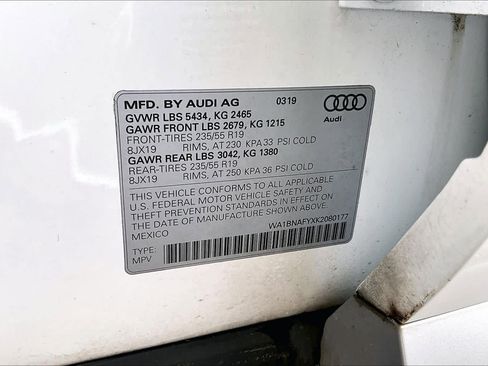 MFD. BY AUDI AG 0319
GVWR LBS 5434, KG 2465
GAWR FRONT LBS 2679, KG 1215
FRONT-TIRES 235/55 R19
8JX19 RIMS, AT 230 KPA 33 PSI COLD
GAWR REAR LBS 3042, KG 1380
REAR-TIRES 235/55 R19
8JX19 RIMS, AT 250 KPA 36 PSI COLD
Audi
THIS VEHICLE CONFORMS TO ALL APPLICABLE
U.S. FEDERAL MOTOR VEHICLE SAFETY AND
THEFT PREVENTION STANDARDS IN EFFECT ON
THE DATE OF MANUFACTURE SHOWN ABOVE.
MEXICO
WA1BNAFYXK2080177
TYPE:
MPV